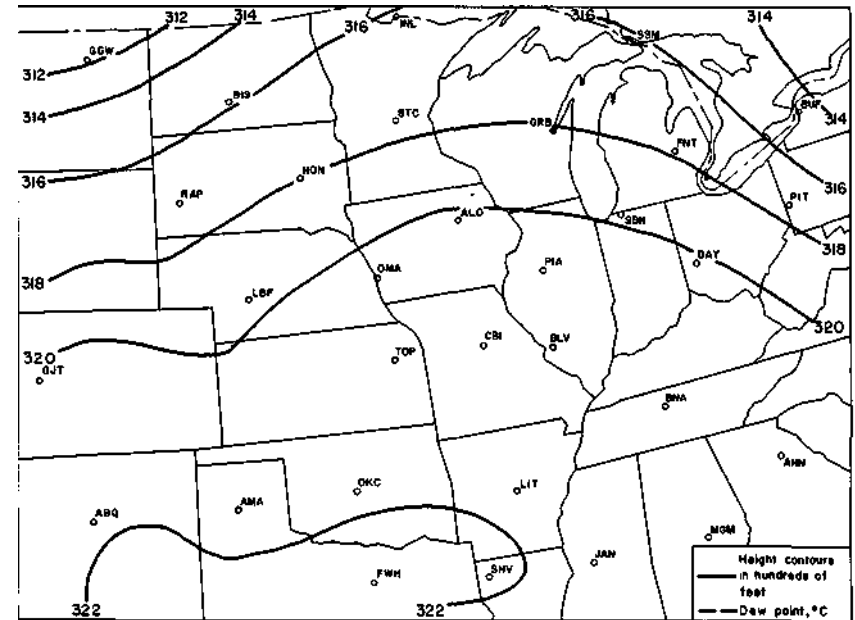 312
314
316
316
314
GGW
INL
SSM
312
BIS
BUF
314
STC
GRB
314
FNT
HON
316
316
RAP
PIT
ALO
SBN
318
DAY
318
OMA
PIA
LBF
320
CBI
BLV
320
TOP
GJT
BNA
AHN
OKC
LIT
AMA
ABQ
MGM
JAN
FWH
SHV
322
322
Height contours
in hundreds of
feet
Dew point, °C